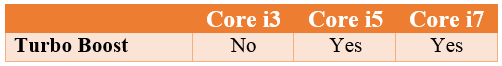 Core i3 Core i5 Core i7
Turbo Boost No Yes Yes